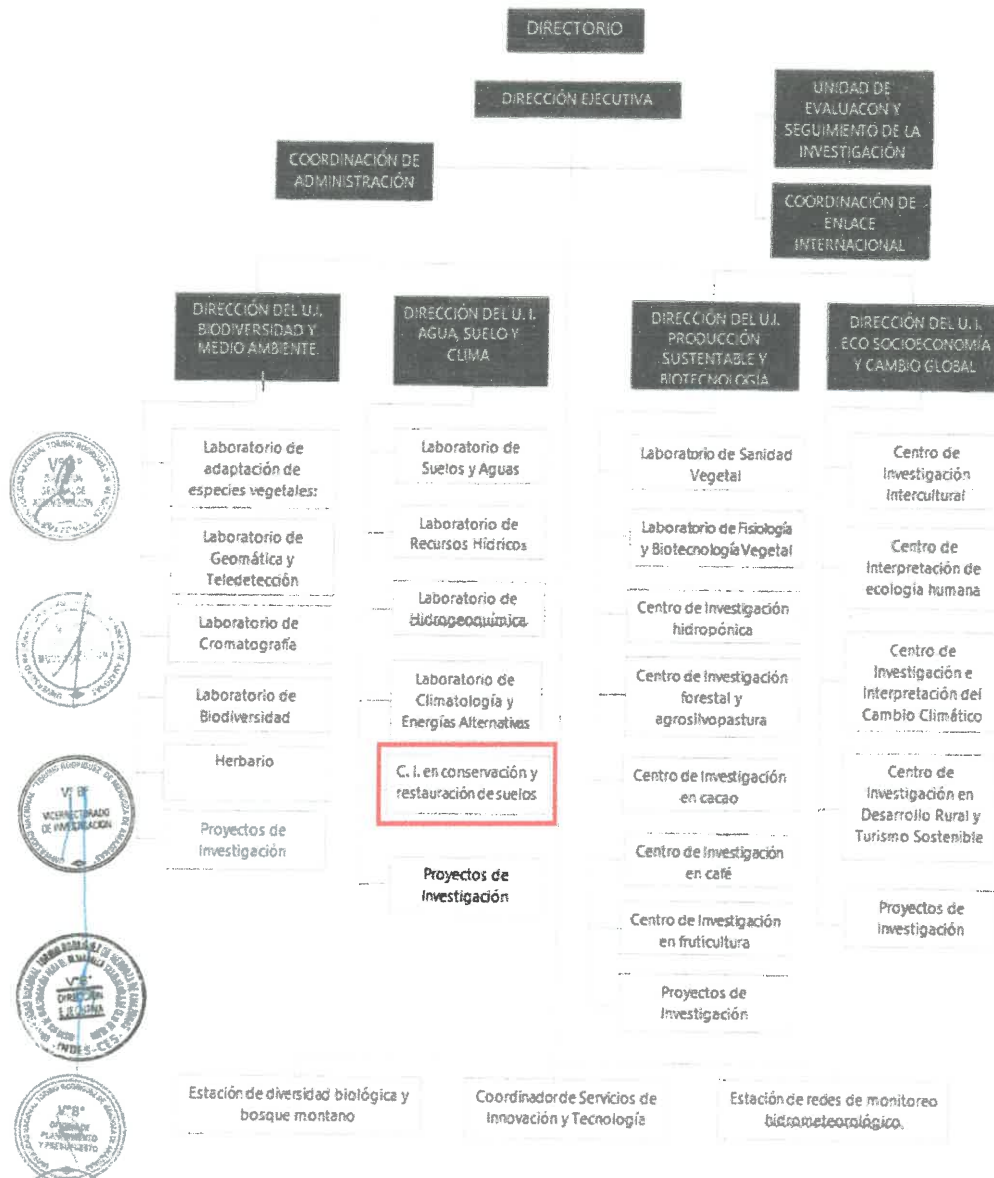 DIRECTORIO
DIRECCIÓN EJECUTIVA
UNIDAD DE
EVALUACON Y
SEGUIMIENTO DE LA
INVESTIGACIÓN
COORDINACIÓN DE
ADMINISTRACIÓN
COORDINACIÓN DE
ENLACE
INTERNACIONAL
DIRECCIÓN DEL U.I.
BIODIVERSIDAD Y
MEDIO AMBIENTE
Laboratorio de
adaptación de
especies vegetales:
Laboratorio de
Geomática y
Teledetección
Laboratorio de
Cromatografía
Laboratorio de
Biodiversidad
Herbario
Proyectos de
Investigación
DIRECCIÓN DEL U. I.
AGUA, SUELO Y
CLIMA
Laboratorio de
Suelos y Aguas
Laboratorio de
Recursos Hídricos
Laboratorio de
Hidrogeoquímica
Laboratorio de
Climatología y
Energías Alternativas
C. I. en conservación y
restauración de suelos
Proyectos de
Investigación
DIRECCIÓN DEL U.I.
PRODUCCIÓN
SUSTENTABLE Y
BIOTECNOLOGÍA
Laboratorio de Sanidad
Vegetal
Laboratorio de Fisiología
y Biotecnología Vegetal
Centro de Investigación
hidropónica
Centro de Investigación
forestal y
agrosilvopastura
Centro de Investigación
en cacao
Centro de Investigación
en café
Centro de Investigación
en fruticultura
Proyectos de
Investigación
DIRECCIÓN DEL U. I.
ECO SOCIOECONOMÍA
Y CAMBIO GLOBAL
Centro de
Investigación
Intercultural
Centro de
Interpretación de
ecología humana
Centro de
Investigación e
Interpretación del
Cambio Climático
Centro de
Investigación en
Desarrollo Rural y
Turismo Sostenible
Proyectos de
investigación
Estación de diversidad biológica y
bosque montano
Coordinador de Servicios de
Innovación y Tecnología
Estación de redes de monitoreo
hidrometeorológico.
V°B°
VICERRECTORADO
DE INVESTIGACIÓN
V°B°
DIRECCIÓN
EJECUTIVA
INDES-CES
V°B°
PLANEAMIENTO
Y PRESUPUESTO